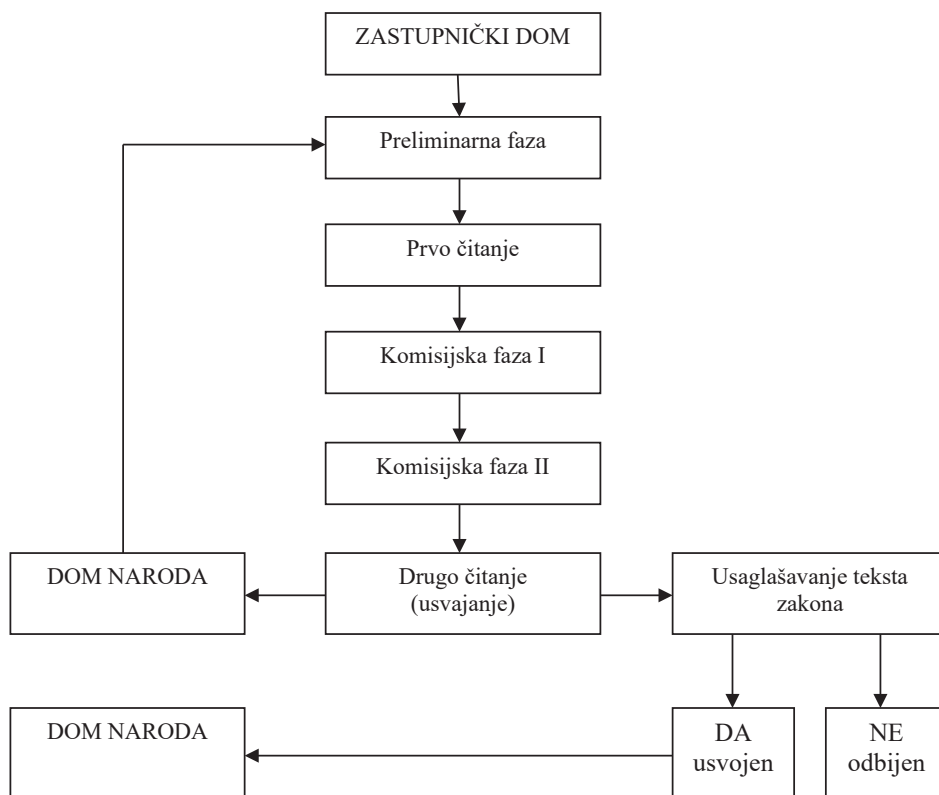 ZASTUPNIČKI DOM
Preliminarna faza
Prvo čitanje
Komisijska faza I
Komisijska faza II
DOM NARODA
Drugo čitanje
(usvajanje)
Usaglašavanje teksta
zakona
DOM NARODA
DA
usvojen
NE
odbijen